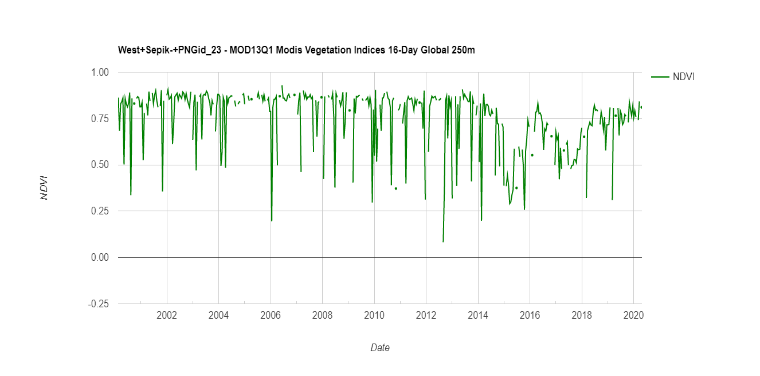 West+Sepik-+PNGid_23 - MOD13Q1 Modis Vegetation Indices 16-Day Global 250m
1.00
NDVI
0.75
0.50
NDVI
0.25
0.00
-0.25
2002 2004 2006 2008 2010 2012 2014 2016 2018 2020
Date